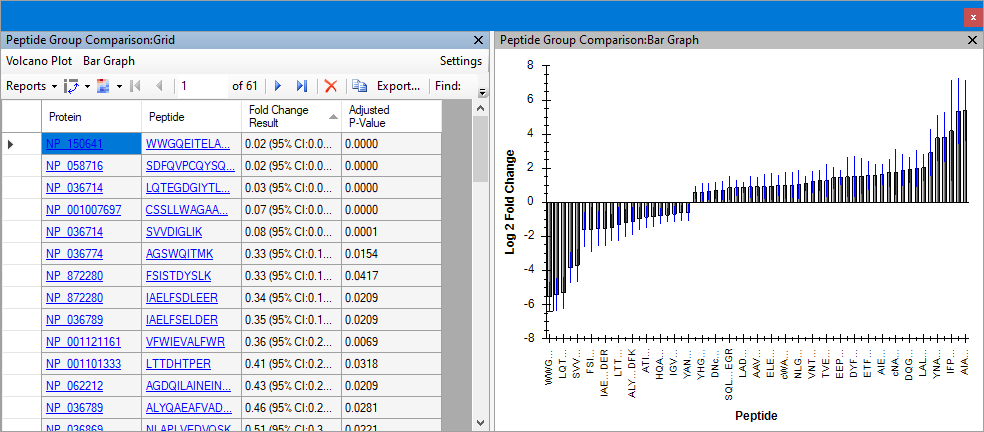 x
Peptide Group Comparison:Grid
Volcano Plot Bar Graph Settings
Reports 1 of 61 Export... Find:
Protein Peptide Fold Change Result Adjusted P-Value
NP_150641 WWGQEITELA... 0.02 (95% CI:0.0... 0.0000
NP_058716 SDFQVPCQYSQ... 0.02 (95% CI:0.0... 0.0000
NP_036714 LQTEGDGIYTL... 0.03 (95% CI:0.0... 0.0000
NP_001007697 CSSLLWAGAA... 0.07 (95% CI:0.0... 0.0000
NP_036714 SVVDIGLIK 0.08 (95% CI:0.0... 0.0001
NP_036774 AGSWQITMK 0.33 (95% CI:0.1... 0.0154
NP_872280 FSISTDYSLK 0.33 (95% CI:0.1... 0.0417
NP_872280 IAELFSDLEER 0.34 (95% CI:0.1... 0.0209
NP_036789 IAELFSELDER 0.35 (95% CI:0.1... 0.0209
NP_001121161 VFWIEVALFWR 0.36 (95% CI:0.2... 0.0069
NP_001101333 LTTDHTPER 0.41 (95% CI:0.2... 0.0318
NP_062212 AGDQILAINEIN... 0.43 (95% CI:0.2... 0.0209
NP_036789 ALYQAEAFVAD... 0.46 (95% CI:0.2... 0.0281
NP_036869 NLAPLVEDVQSK 0.51 (95% CI:0.3... 0.0221
Peptide Group Comparison:Bar Graph
8
6
4
2
0
-2
-4
-6
-8
Log 2 Fold Change
WWG...
LQT...
SVV...
FSI...
IAE...DER
LTT...
ALY...DFK
ATI...
HQA...
IGV...
YAN...
YHG...
DNc...
SQL...EGR
LAD...
AAV...
ELE...
cWA...
NLG...
VNT...
TVE...
EEP...
DYF...
ETF...
AIE...
cNA...
DQG...
LAL...
YNA...
IFP...
AIA...
Peptide